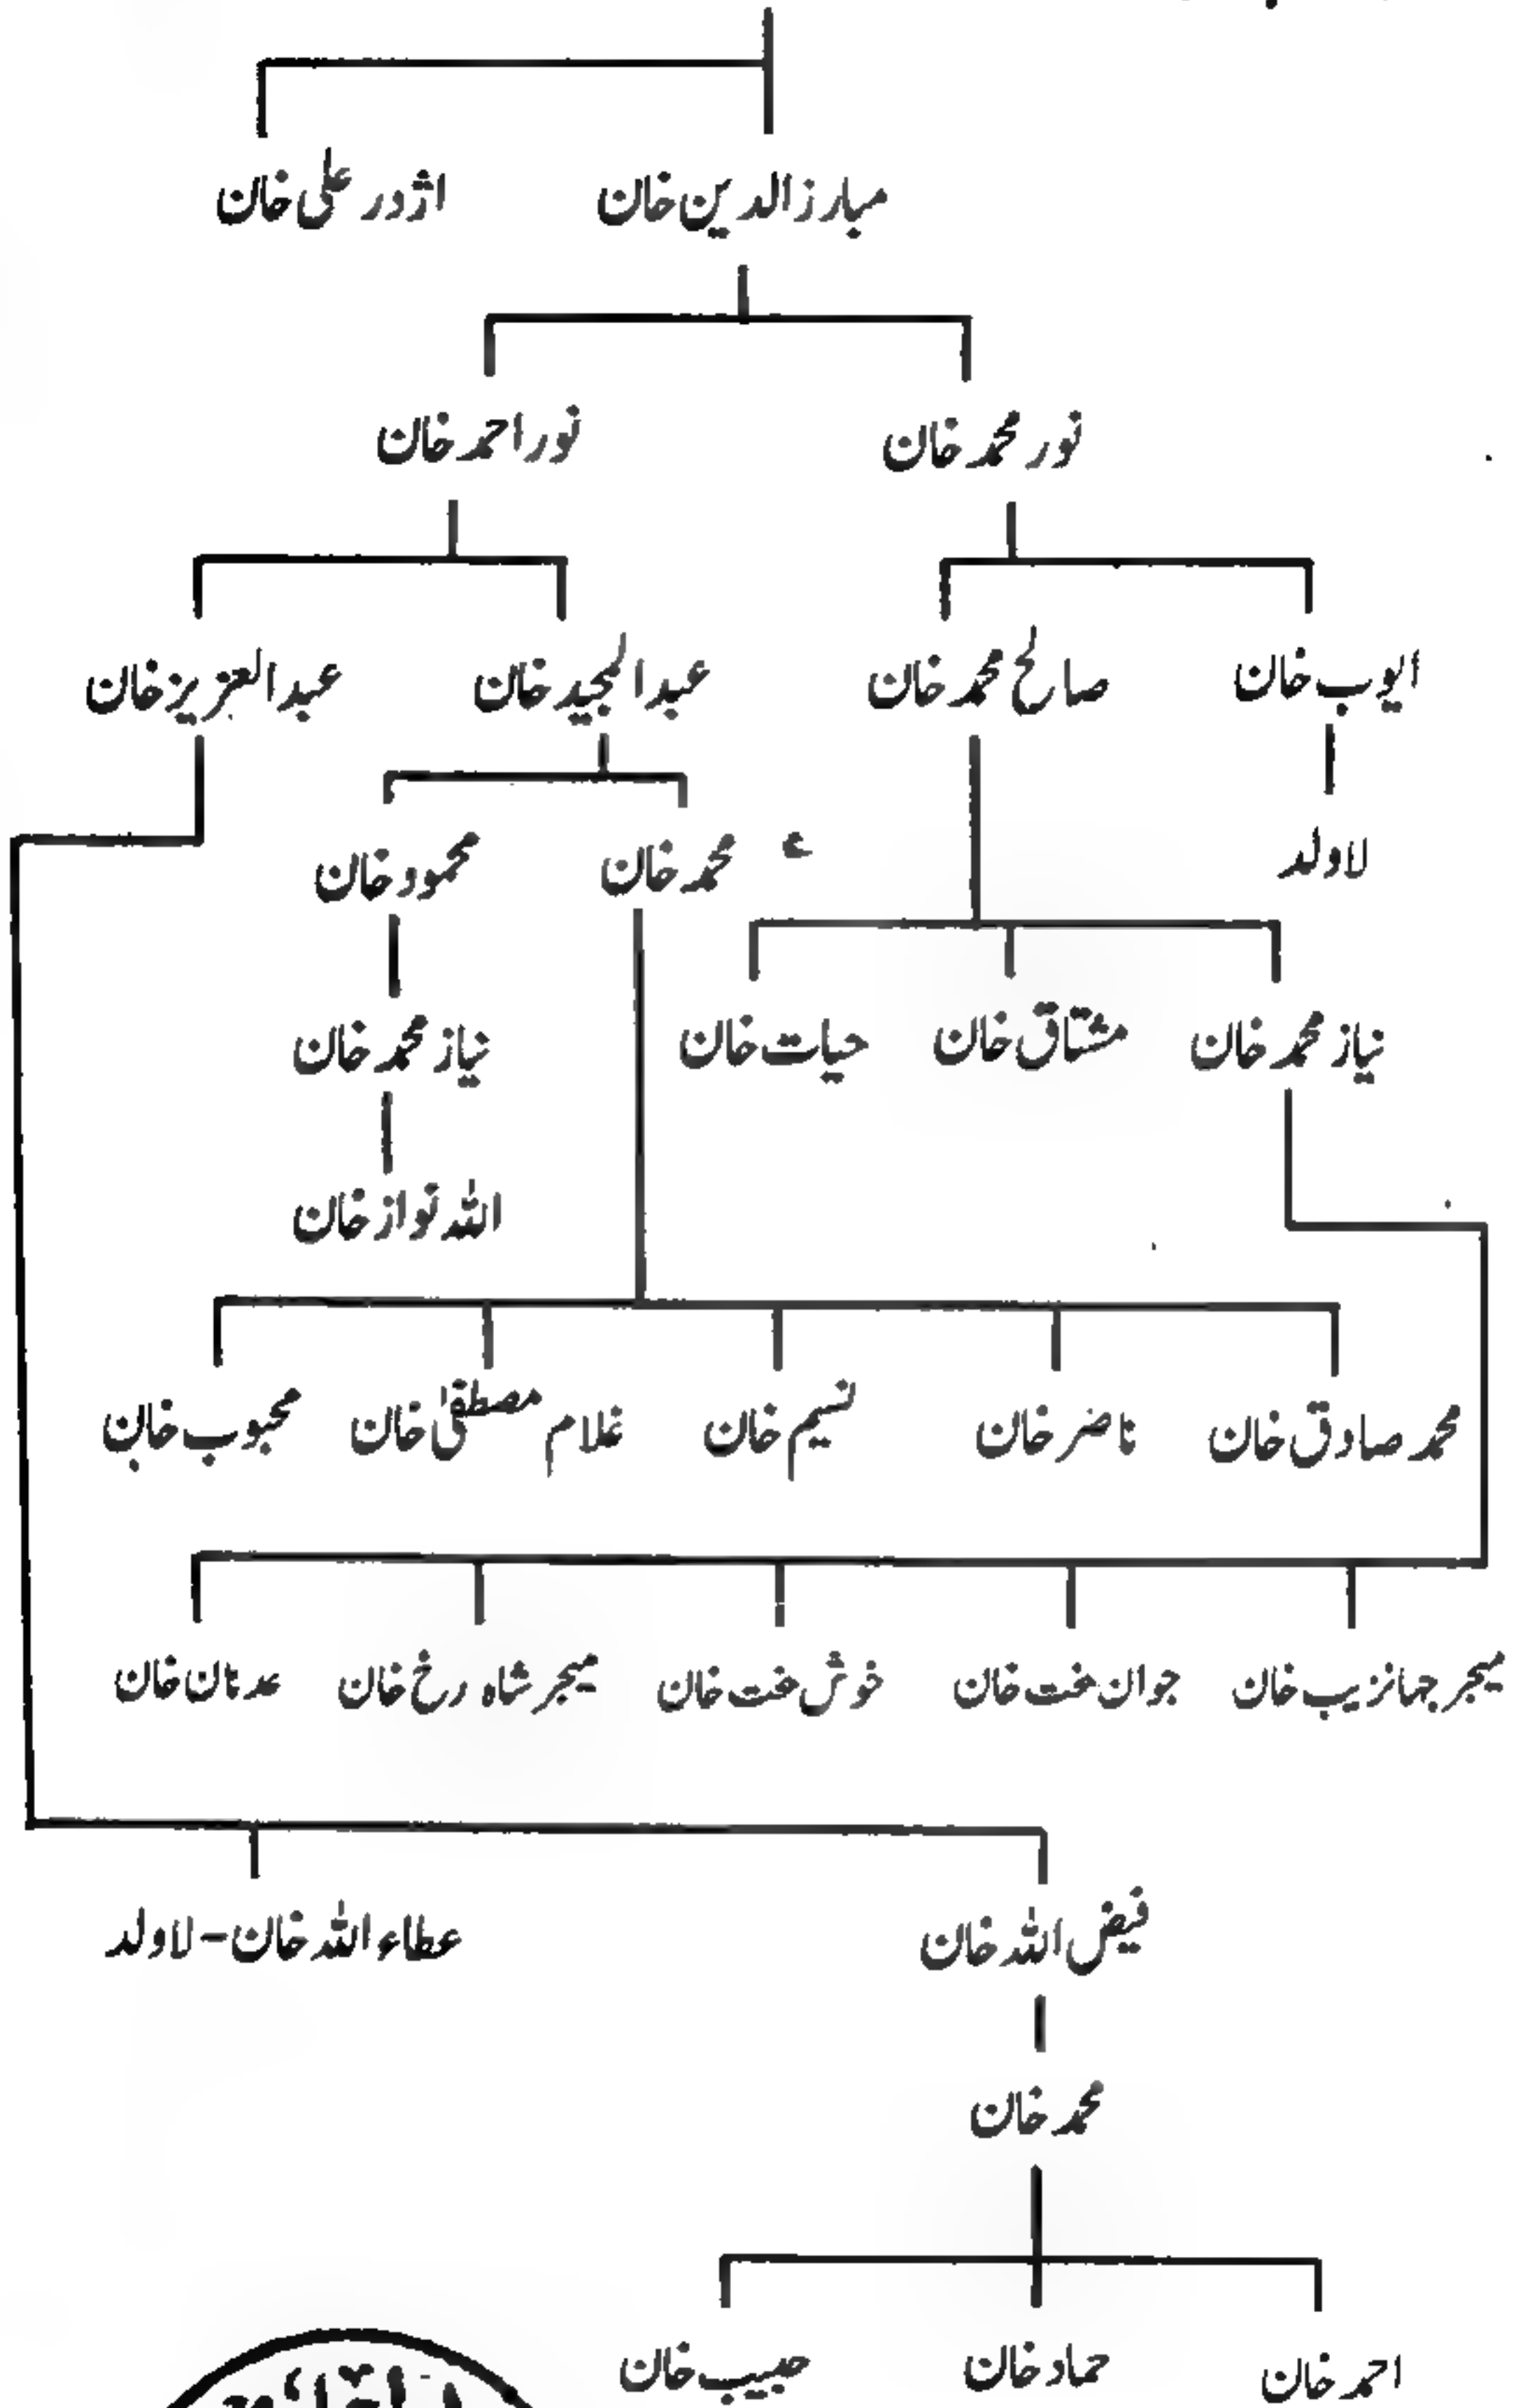 مبارزالدین خان اژدر علی خان
نور محمد خان نور احمد خان
ایوب خان صالح محمد خان عبدالمجید خان عبدالعزیز خان
لاولد محمد خان محمود خان
نیاز محمد خان مشتاق خان حیات خان نیاز محمد خان
اللہ نواز خان
محمد صادق خان ناصر خان نسیم خان غلام مصطفیٰ خان محبوب خان
میجر جہانزیب خان جوان بخت خان خوش بخت خان میجر شاہ رخ خان عدنان خان
فیض اللہ خان عطاء اللہ خان - لاولد
محمد خان
احمد خان حماد خان حبیب خان